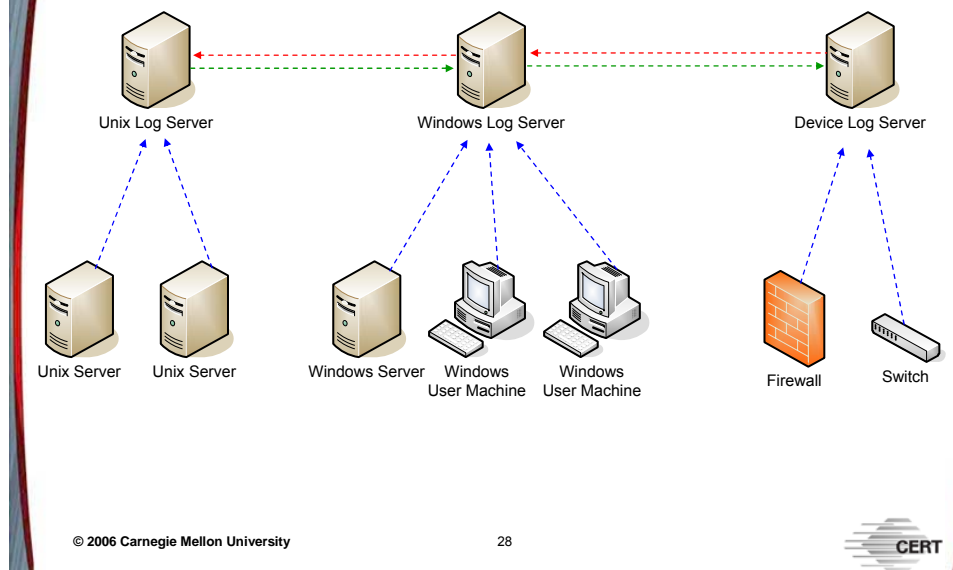 Unix Log Server
Windows Log Server
Device Log Server
Unix Server
Unix Server
Windows Server
Windows
User Machine
Windows
User Machine
Firewall
Switch
© 2006 Carnegie Mellon University
28
CERT